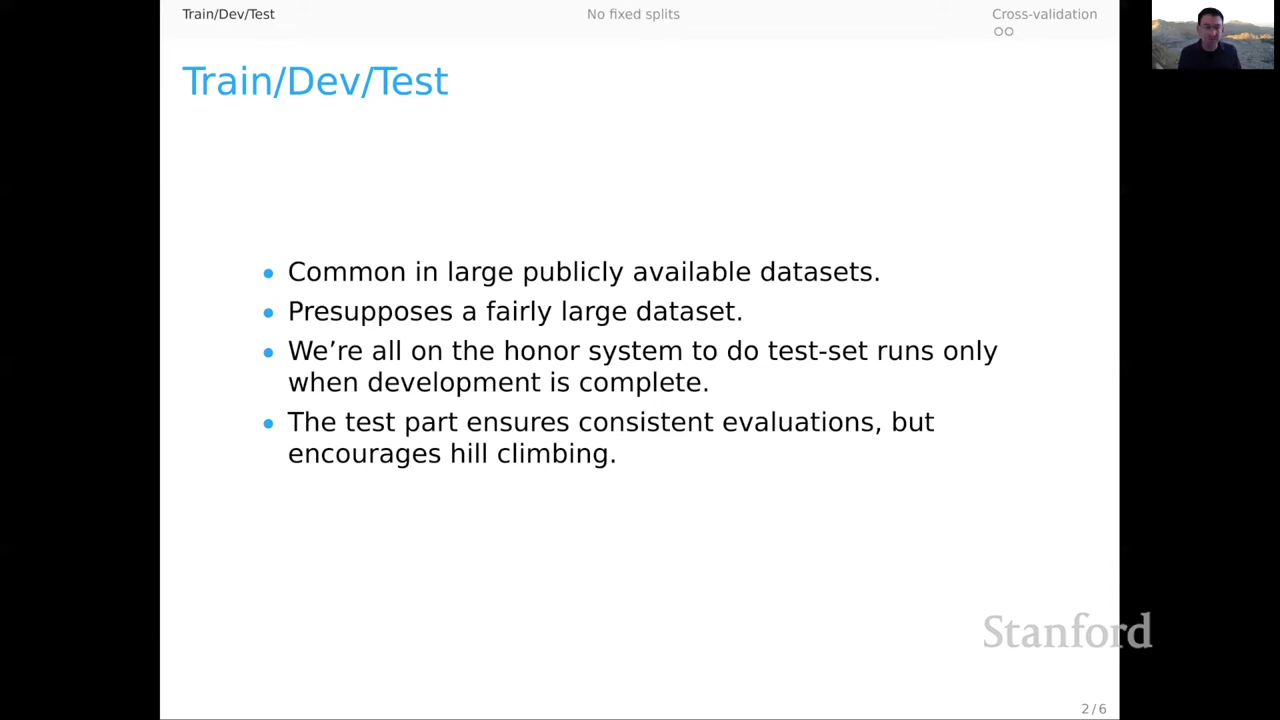 Train/Dev/Test
No fixed splits
Cross-validation
Train/Dev/Test
• Common in large publicly available datasets.
• Presupposes a fairly large dataset.
• We’re all on the honor system to do test-set runs only
when development is complete.
• The test part ensures consistent evaluations, but
encourages hill climbing.
Stanford
2 / 6